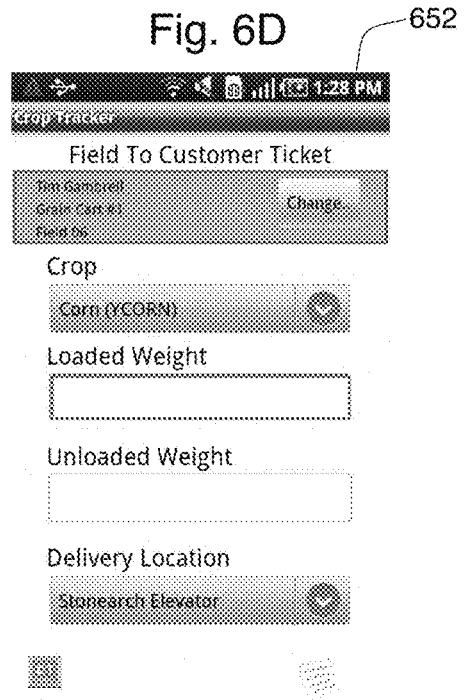 Fig. 6D
652
1:28 PM
Crop Tracker
Field To Customer Ticket
Tim Gambrell
Grain Cart #1
Change...
Field 06
Crop
Corn (YCORN)
Loaded Weight
Unloaded Weight
Delivery Location
Stonearch Elevator